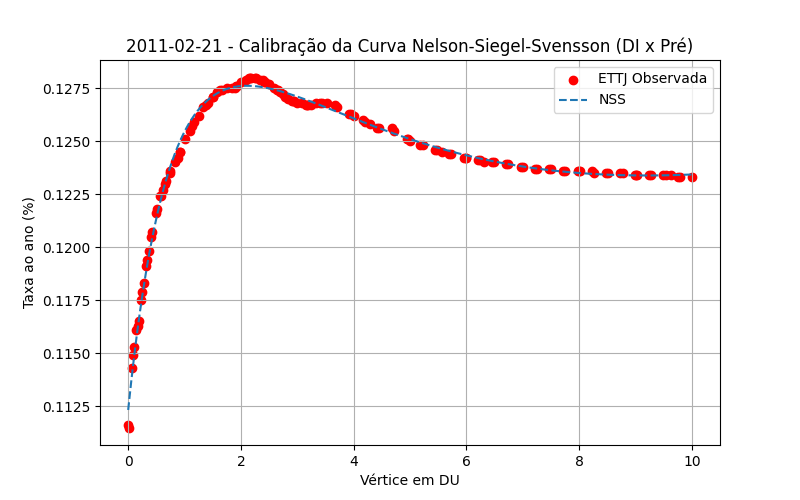 2011-02-21 - Calibração da Curva Nelson-Siegel-Svensson (DI x Pré)
ETTJ Observada
NSS
Taxa ao ano (%)
0.1275
0.1250
0.1225
0.1200
0.1175
0.1150
0.1125
0 2 4 6 8 10
Vértice em DU